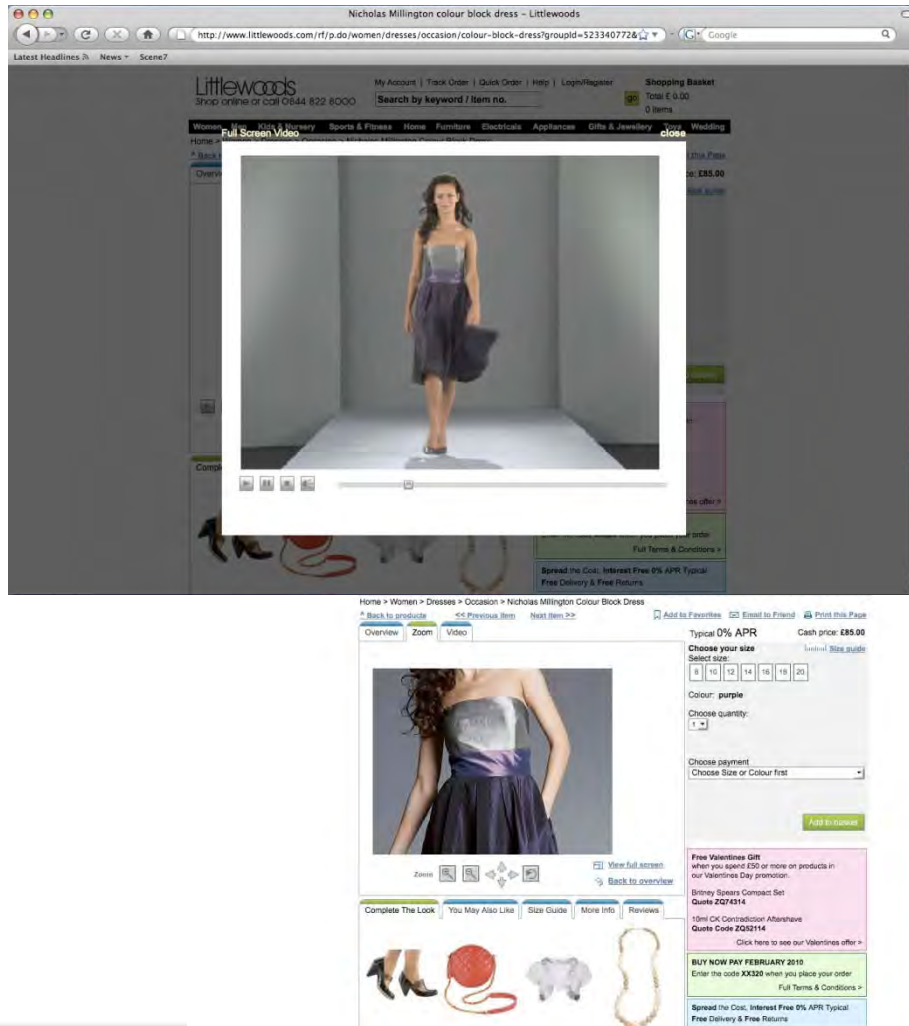 Nicholas Millington colour block dress – Littlewoods
http://www.littlewoods.com/rf/p.do/women/dresses/occasion/colour-block-dress?groupId=523340772&
Google
Latest Headlines News Scene7
Littlewoods
Shop online or call 0844 822 8000
My Account | Track Order | Quick Order | Help | Login/Register
Search by keyword / item no.
go
Shopping Basket
Total £ 0.00
0 items
Women Men Kids & Nursery Sports & Fitness Home Furniture Electricals Appliances Gifts & Jewellery Toys Wedding
Full Screen Video
close
this Page
£85.00
Full Terms & Conditions >
Spread the Cost, Interest Free 0% APR Typical
Free Delivery & Free Returns
Home > Women > Dresses > Occasion > Nicholas Millington Colour Block Dress
^ Back to products << Previous item Next item >>
Add to Favorites Email to Friend Print this Page
Overview Zoom Video
Typical 0% APR Cash price: £85.00
Choose your size
Size guide
Select size:
8 10 12 14 16 18 20
Colour: purple
Choose quantity:
1
Choose payment
Choose Size or Colour first
Add to basket
Zoom
View full screen
Back to overview
Free Valentines Gift
when you spend £50 or more on products in
our Valentines Day promotion.
Britney Spears Compact Set
Quote ZQ74314
10ml CK Contradiction Aftershave
Quote Code ZQ52114
Click here to see our Valentines offer >
Complete The Look You May Also Like Size Guide More Info Reviews
BUY NOW PAY FEBRUARY 2010
Enter the code XX320 when you place your order
Full Terms & Conditions >
Spread the Cost, Interest Free 0% APR Typical
Free Delivery & Free Returns